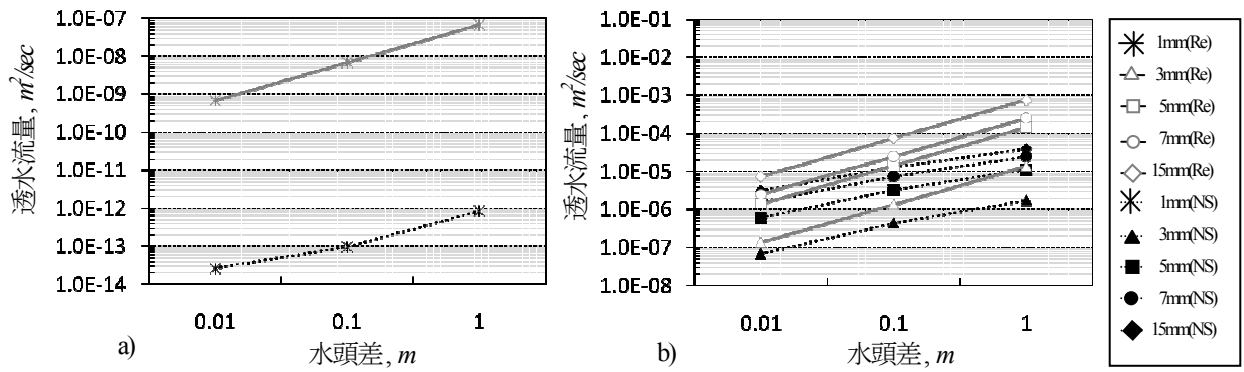 1.0E-07
1.0E-08
1.0E-09
1.0E-10
1.0E-11
1.0E-12
1.0E-13
1.0E-14
透水流量, m²/sec
0.01 0.1 1
水頭差, m
a)
1.0E-01
1.0E-02
1.0E-03
1.0E-04
1.0E-05
1.0E-06
1.0E-07
1.0E-08
透水流量, m²/sec
0.01 0.1 1
水頭差, m
b)
1mm(Re)
3mm(Re)
5mm(Re)
7mm(Re)
15mm(Re)
1mm(NS)
3mm(NS)
5mm(NS)
7mm(NS)
15mm(NS)